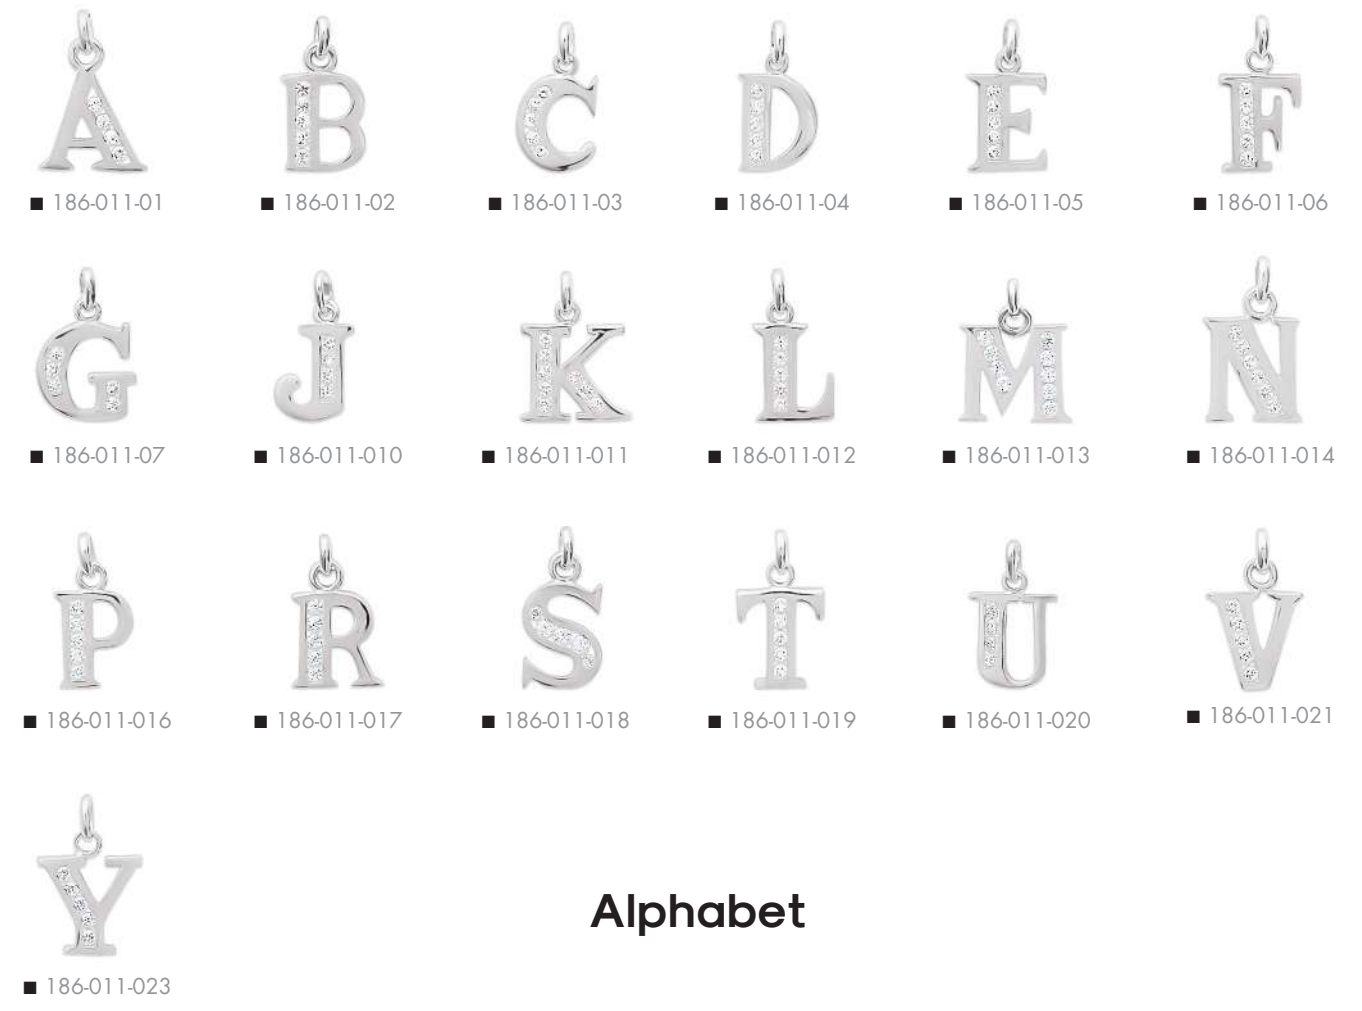 A B C D E F
■ 186-011-01 ■ 186-011-02 ■ 186-011-03 ■ 186-011-04 ■ 186-011-05 ■ 186-011-06
G J K L M N
■ 186-011-07 ■ 186-011-010 ■ 186-011-011 ■ 186-011-012 ■ 186-011-013 ■ 186-011-014
P R S T U V
■ 186-011-016 ■ 186-011-017 ■ 186-011-018 ■ 186-011-019 ■ 186-011-020 ■ 186-011-021
Y
Alphabet
■ 186-011-023